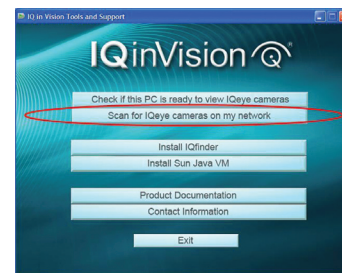 IQ in Vision Tools and Support
IQinVision IQ®
Check if this PC is ready to view IQeye cameras
Scan for IQeye cameras on my network
Install IQfinder
Install Sun Java VM
Product Documentation
Contact Information
Exit